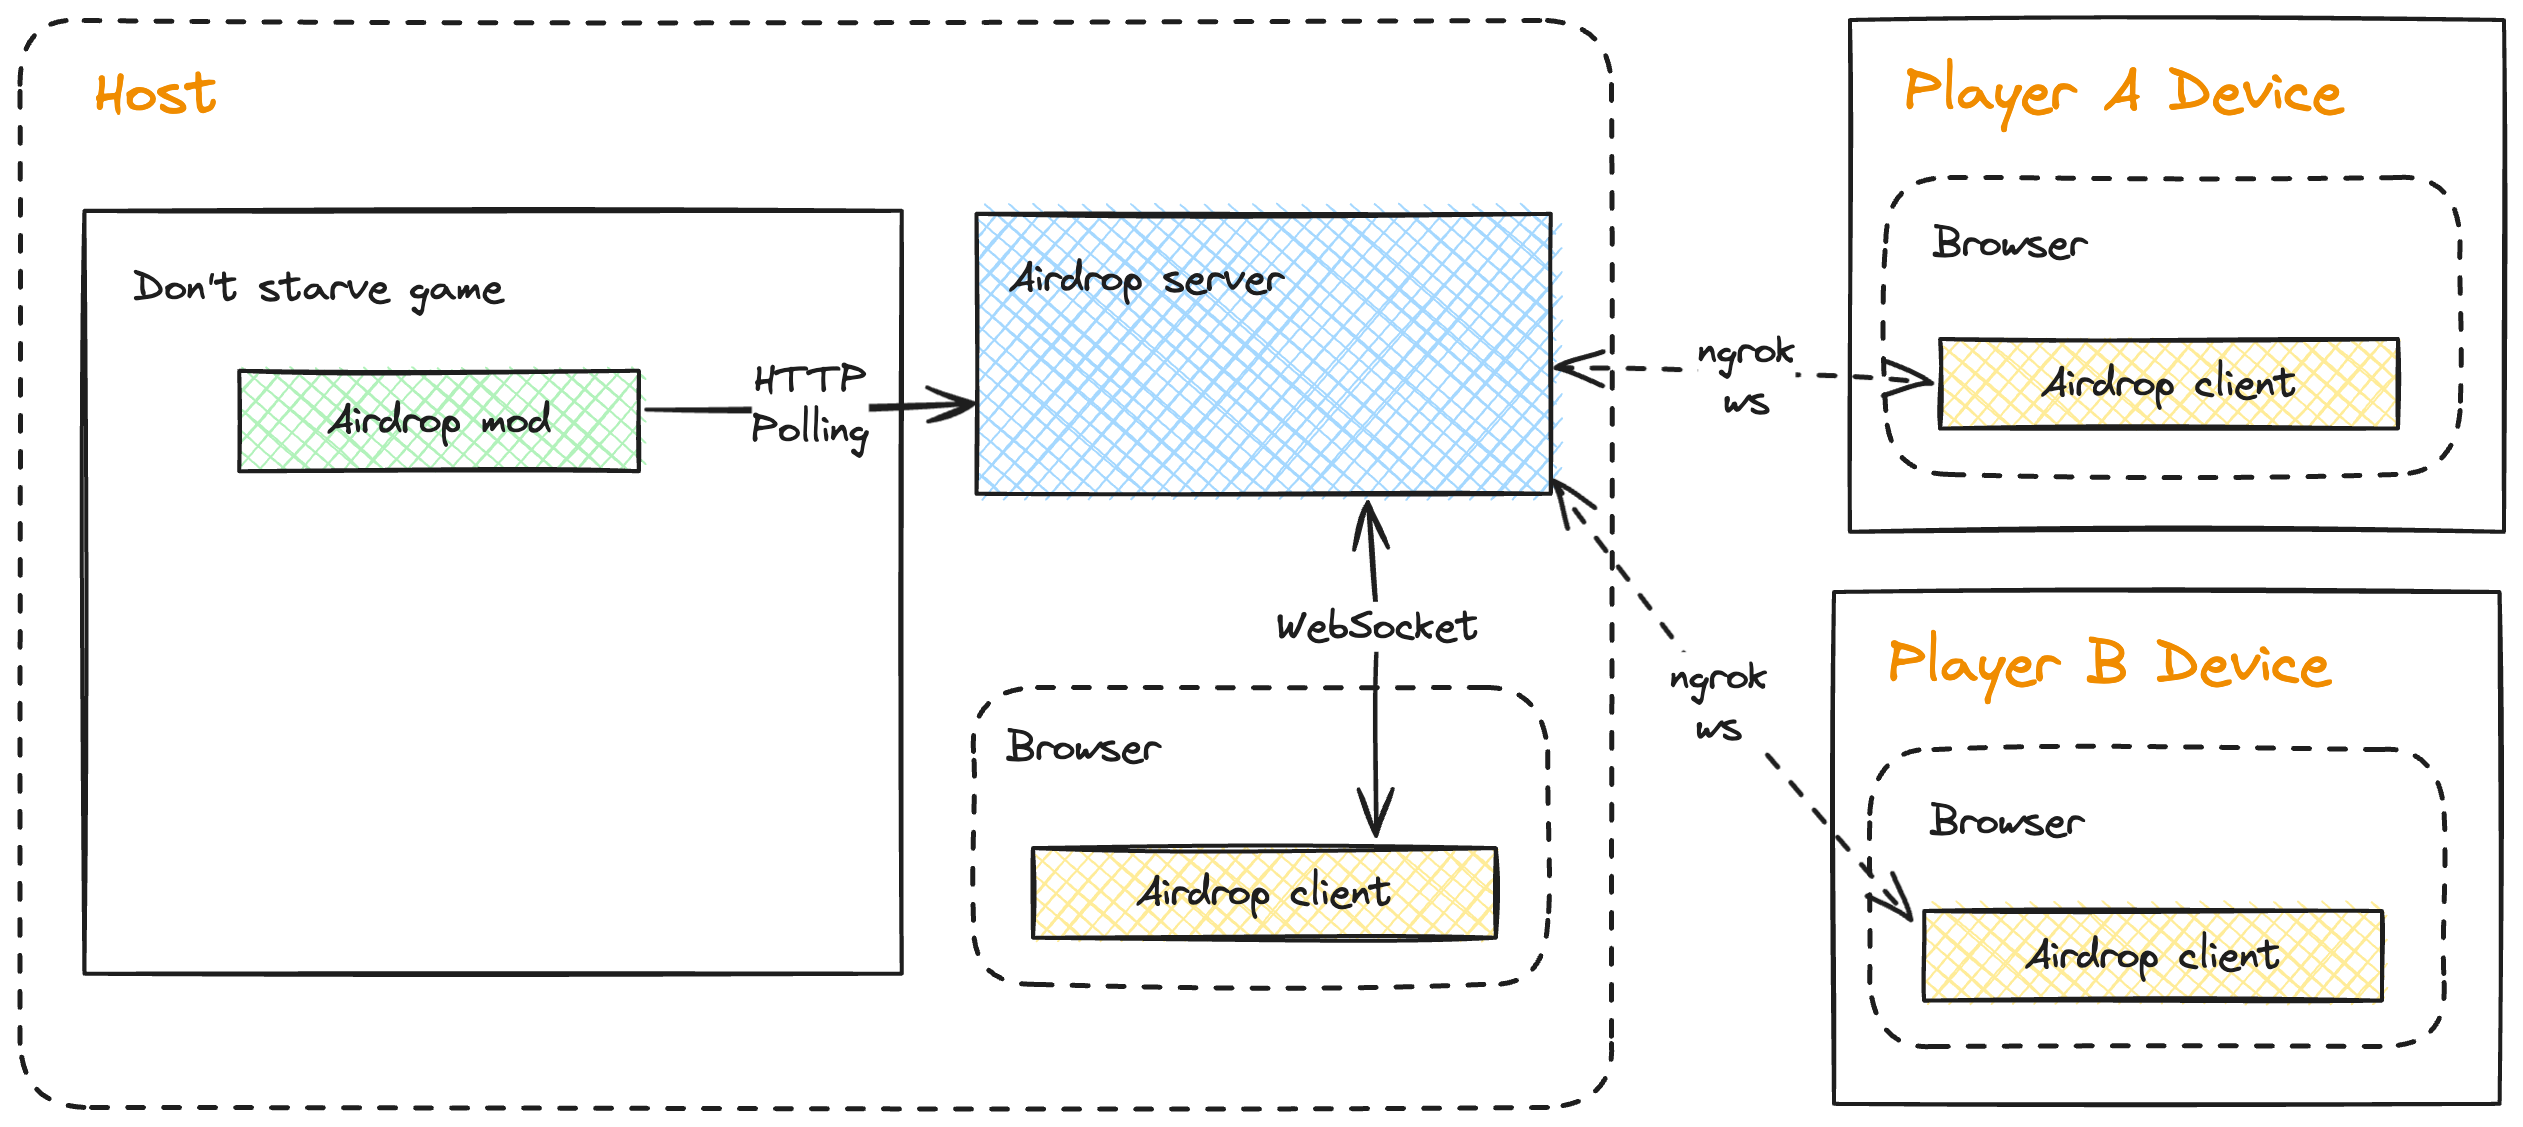 Host
Don't starve game
Airdrop mod
HTTP
Polling
Airdrop server
WebSocket
Browser
Airdrop client
ngrok
ws
ngrok
ws
Player A Device
Browser
Airdrop client
Player B Device
Browser
Airdrop client